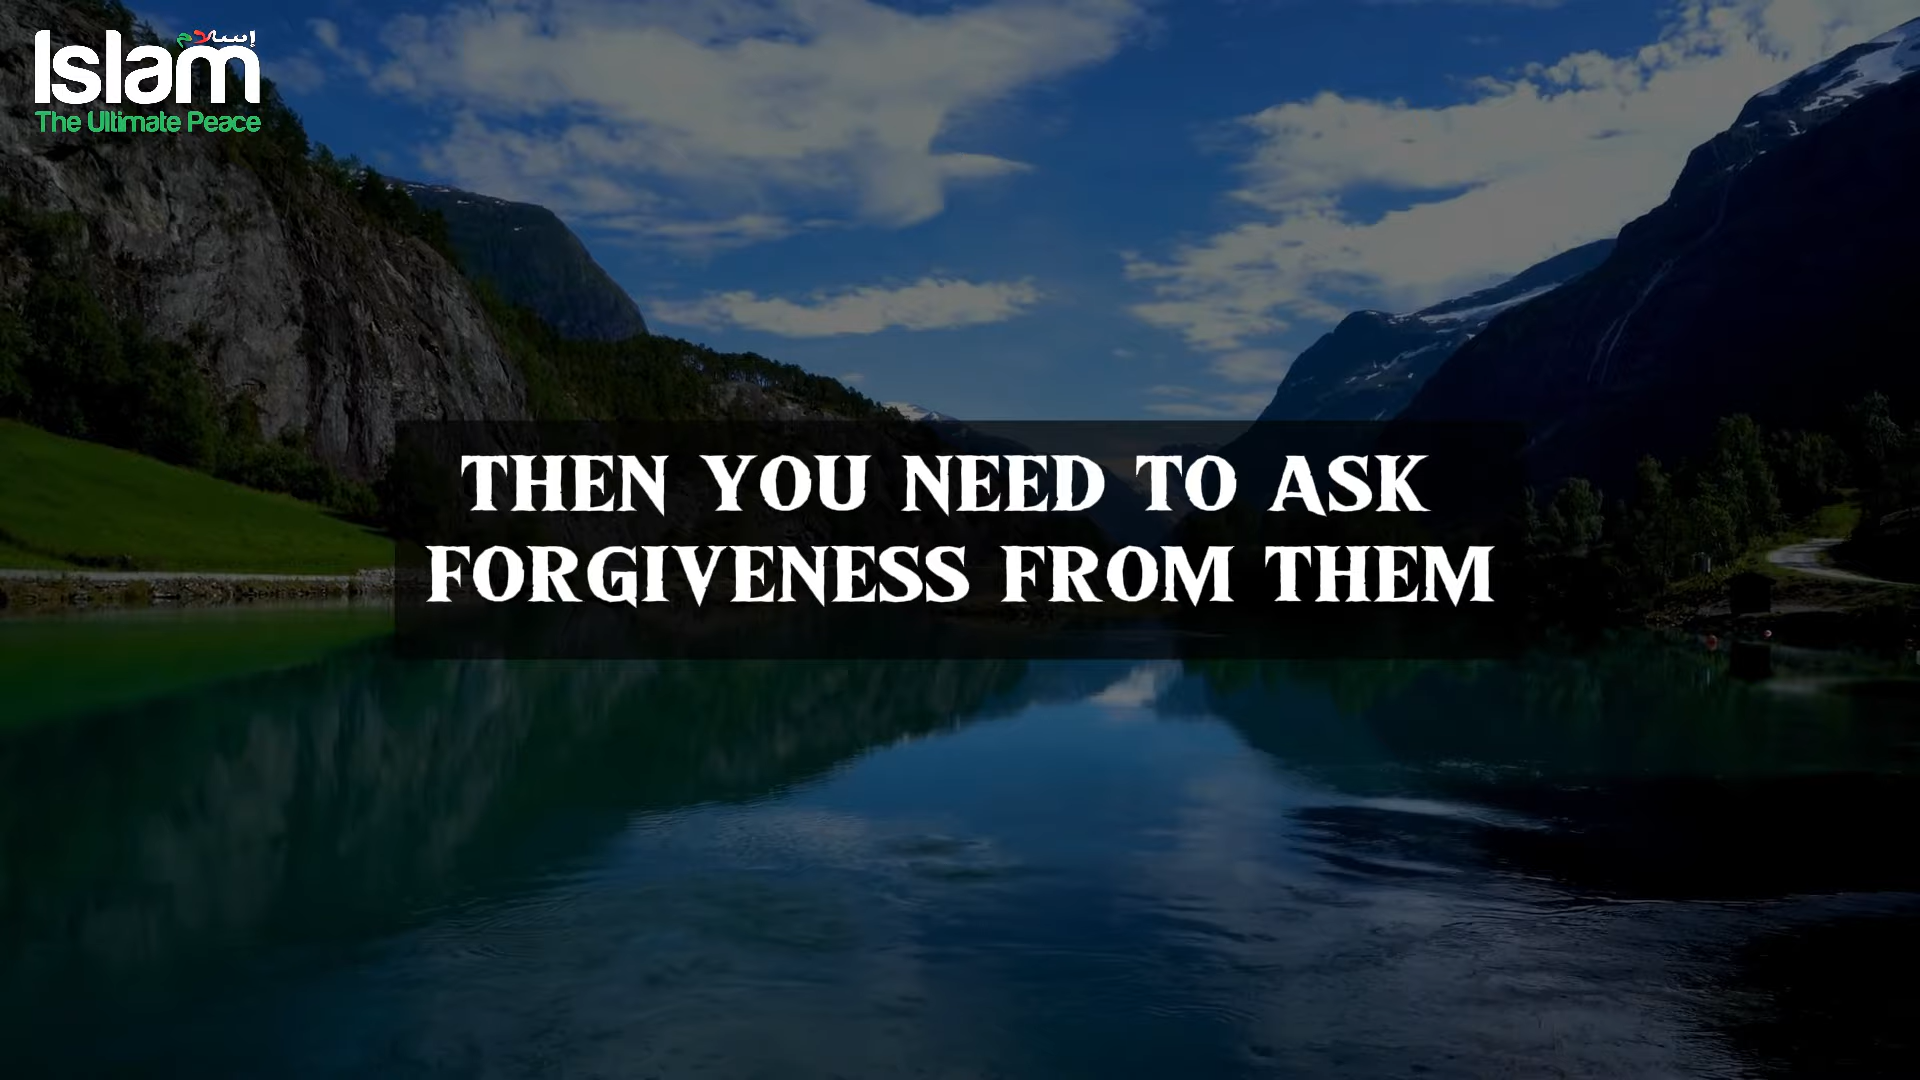 إسلام
Islam
The Ultimate Peace
THEN YOU NEED TO ASK
FORGIVENESS FROM THEM